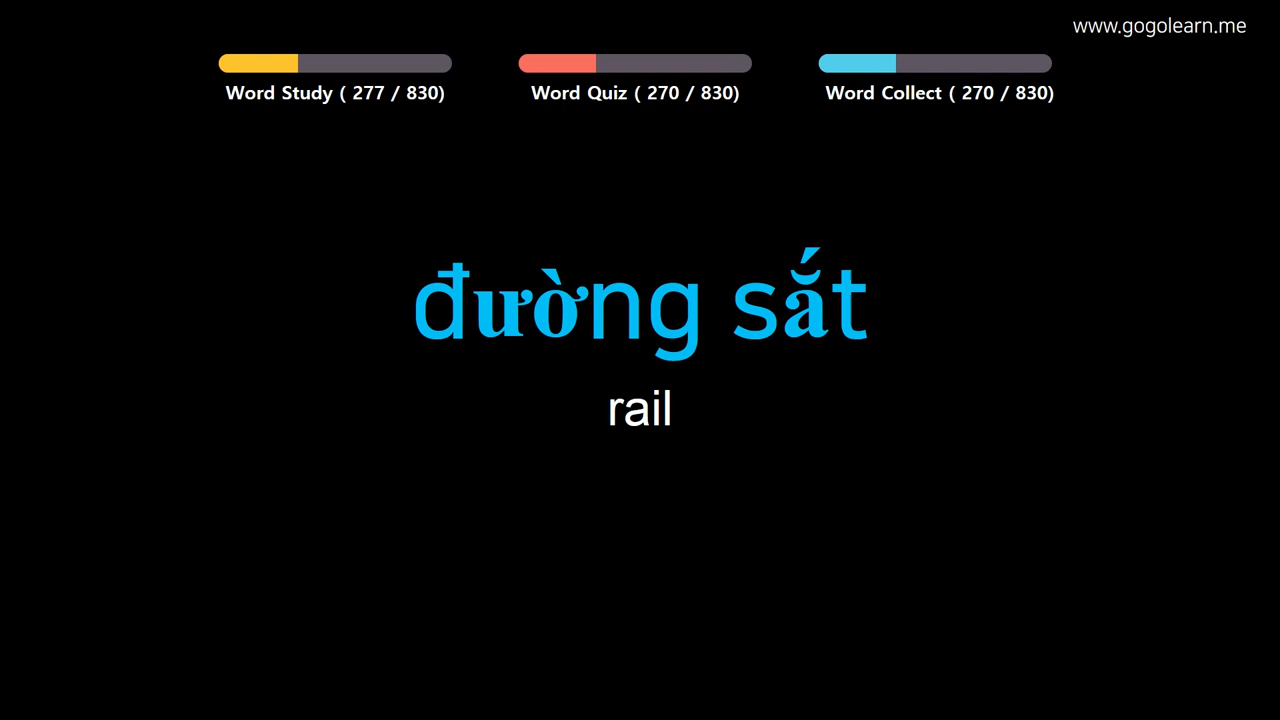 www.gogolearn.me
Word Study ( 277 / 830)
Word Quiz ( 270 / 830)
Word Collect ( 270 / 830)
đường sắt
rail